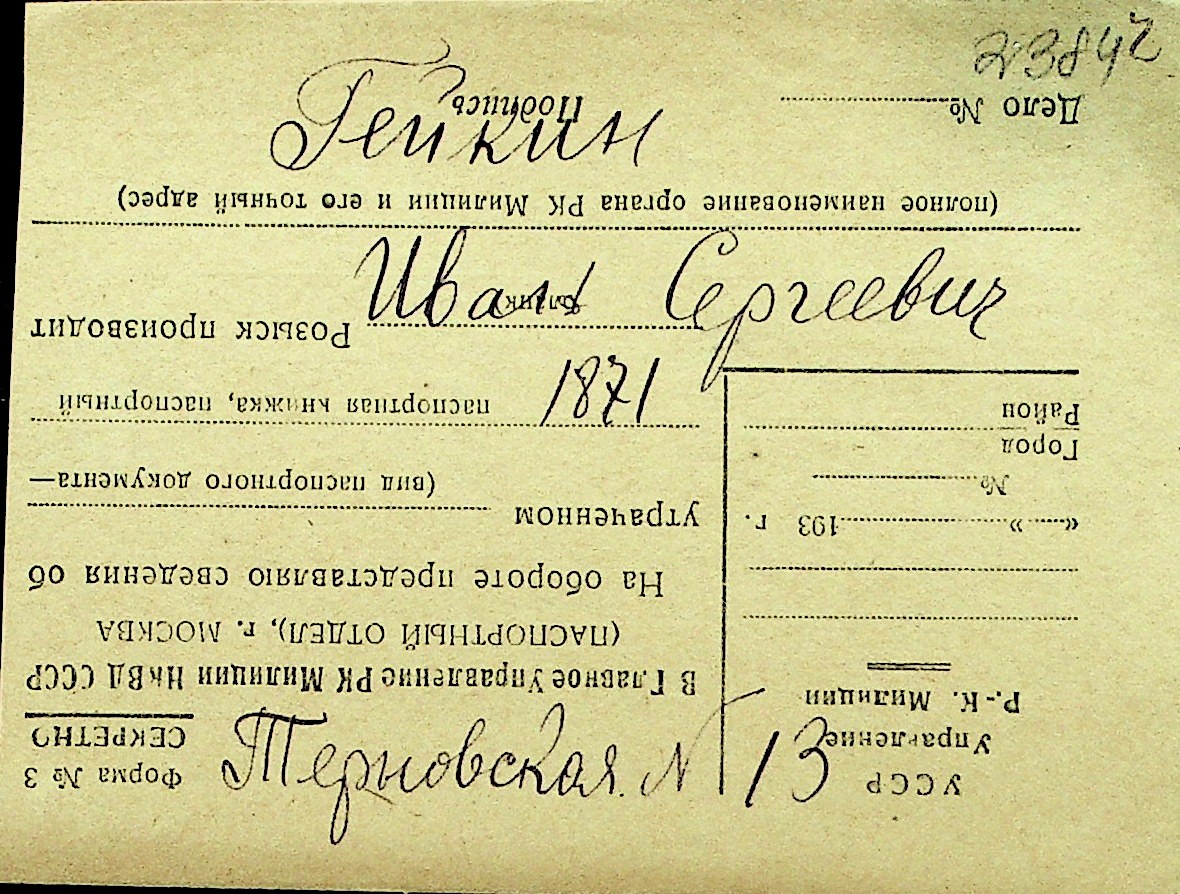 23842
Гейкин
Иван Сергеевич
1871
Терновская. N 13
УССР
Управление
Р.-К. Милиции
«» 193 г.
№
Город
Район
Форма № 3
СЕКРЕТНО
В Главное Управление РК Милиции НКВД СССР
(ПАСПОРТНЫЙ ОТДЕЛ), г. МОСКВА
На обороте представляю сведения об
утраченном
(вид паспортного документа—
паспортная книжка, паспортный
бланк
Розыск производит
(полное наименование органа РК Милиции и его точный адрес)
Дело №
Подпись